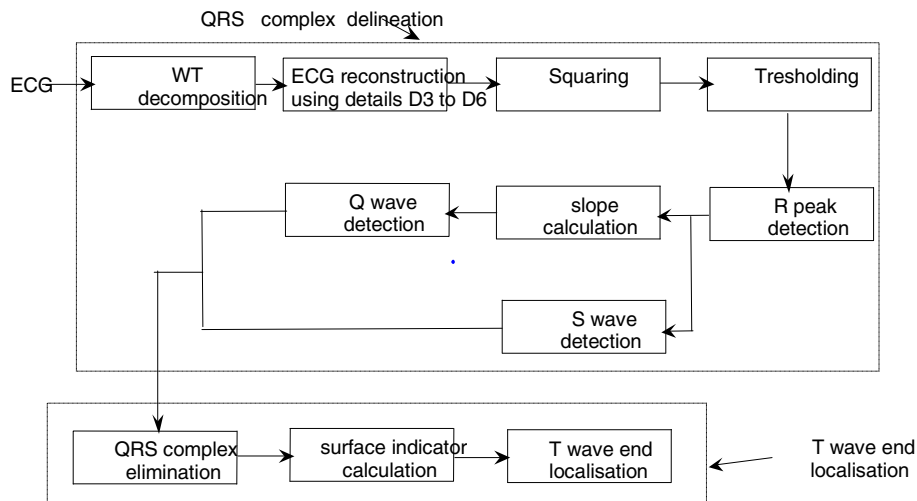 QRS complex delineation
ECG
WT
decomposition
ECG reconstruction
using details D3 to D6
Squaring
Tresholding
Q wave
detection
slope
calculation
R peak
detection
S wave
detection
QRS complex
elimination
surface indicator
calculation
T wave end
localisation
T wave end
localisation